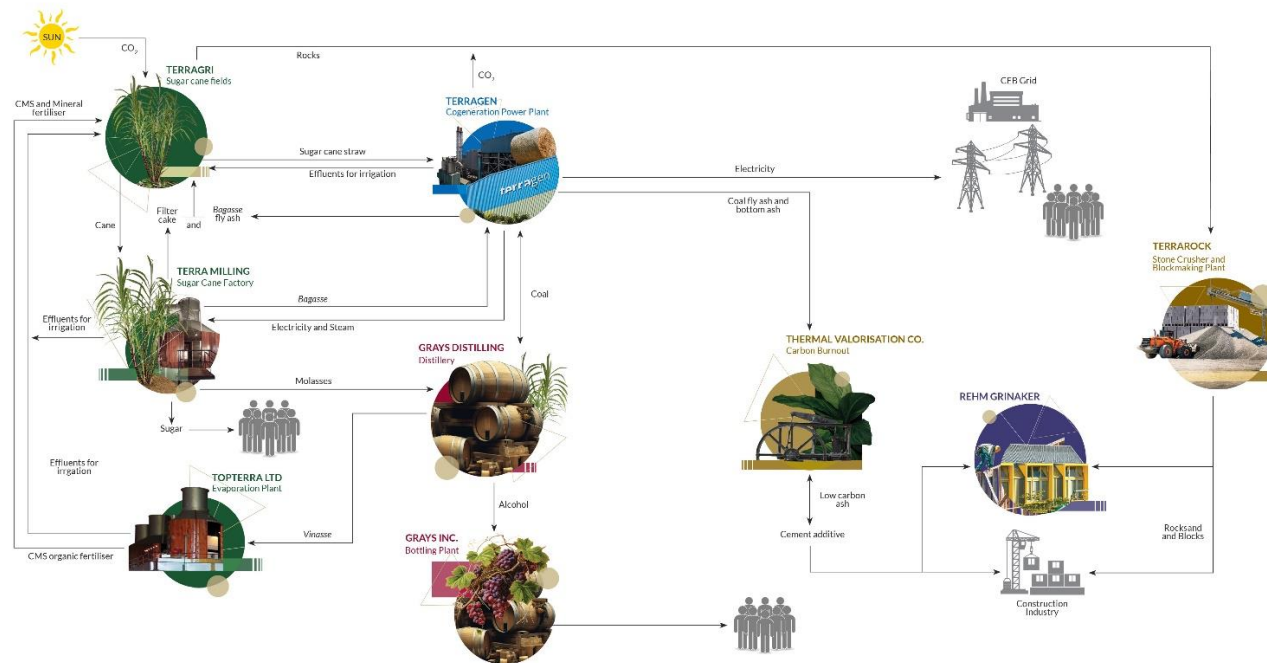 SUN
CO2
TERRAGRI
Sugar cane fields
Rocks
CO2
TERRAGEN
Cogeneration Power Plant
terragen
CEB Grid
CMS and Mineral
fertiliser
Sugar cane straw
Effluents for irrigation
Electricity
Coal fly ash and
bottom ash
Filter
cake
and
Bagasse
fly ash
Cane
TERRA MILLING
Sugar Cane Factory
Bagasse
Electricity and Steam
Coal
TERRAROCK
Stone Crusher and
Blockmaking Plant
Effluents for
irrigation
GRAYS DISTILLING
Distillery
THERMAL VALORISATION CO.
Carbon Burnout
Molasses
REHM GRINAKER
Sugar
Effluents for
irrgation
TOPTERRA LTD
Evaporation Plant
Low carbon
ash
Alcohol
Vinasse
CMS organic fertiliser
GRAYS INC.
Bottling Plant
Cement additive
Rocksand
and Blocks
Construction
Industry